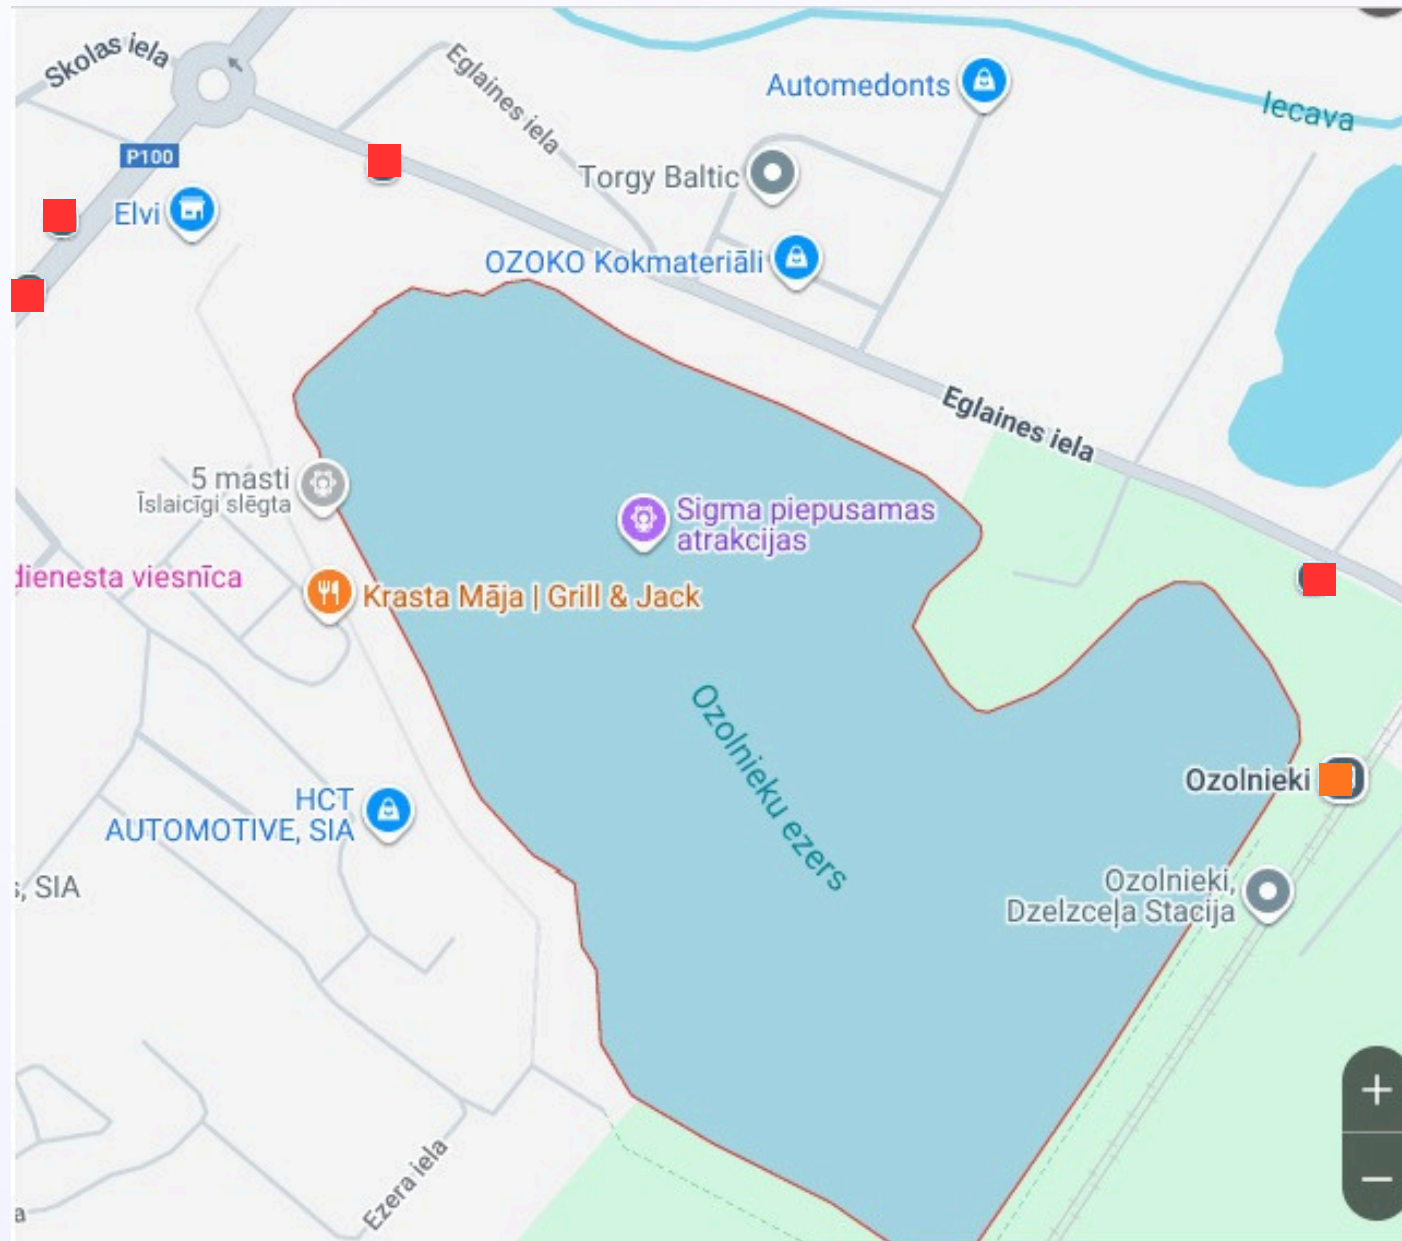 Skolas iela
Eglaines iela
Automedonts
Iecava
P100
Torgy Baltic
Elvi
OZOKO Kokmateriāli
Eglaines iela
5 masti
Īslaicīgi slēgta
Sigma piepusamas
atrakcijas
dienesta viesnīca
Krasta Māja | Grill & Jack
Ozolnieku ezers
Ozolnieki
HCT
AUTOMOTIVE, SIA
, SIA
Ozolnieki,
Dzelzceļa Stacija
+
−
Ezera iela
a